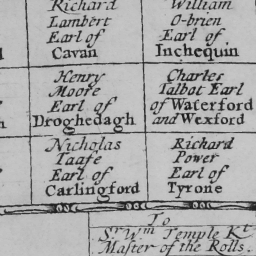 Richard
Lambert
Earl of
Cavan
William
O-brien
Earl of
Inchequin
Henry
Moore
Earl of
Droghedagh
Charles
Talbot Earl
of Waterford
and Wexford
Nicholas
Taafe
Earl of
Carlingford
Richard
Power
Earl of
Tyrone
To
Sr. Wm Temple Kt
Master of the Rolls.